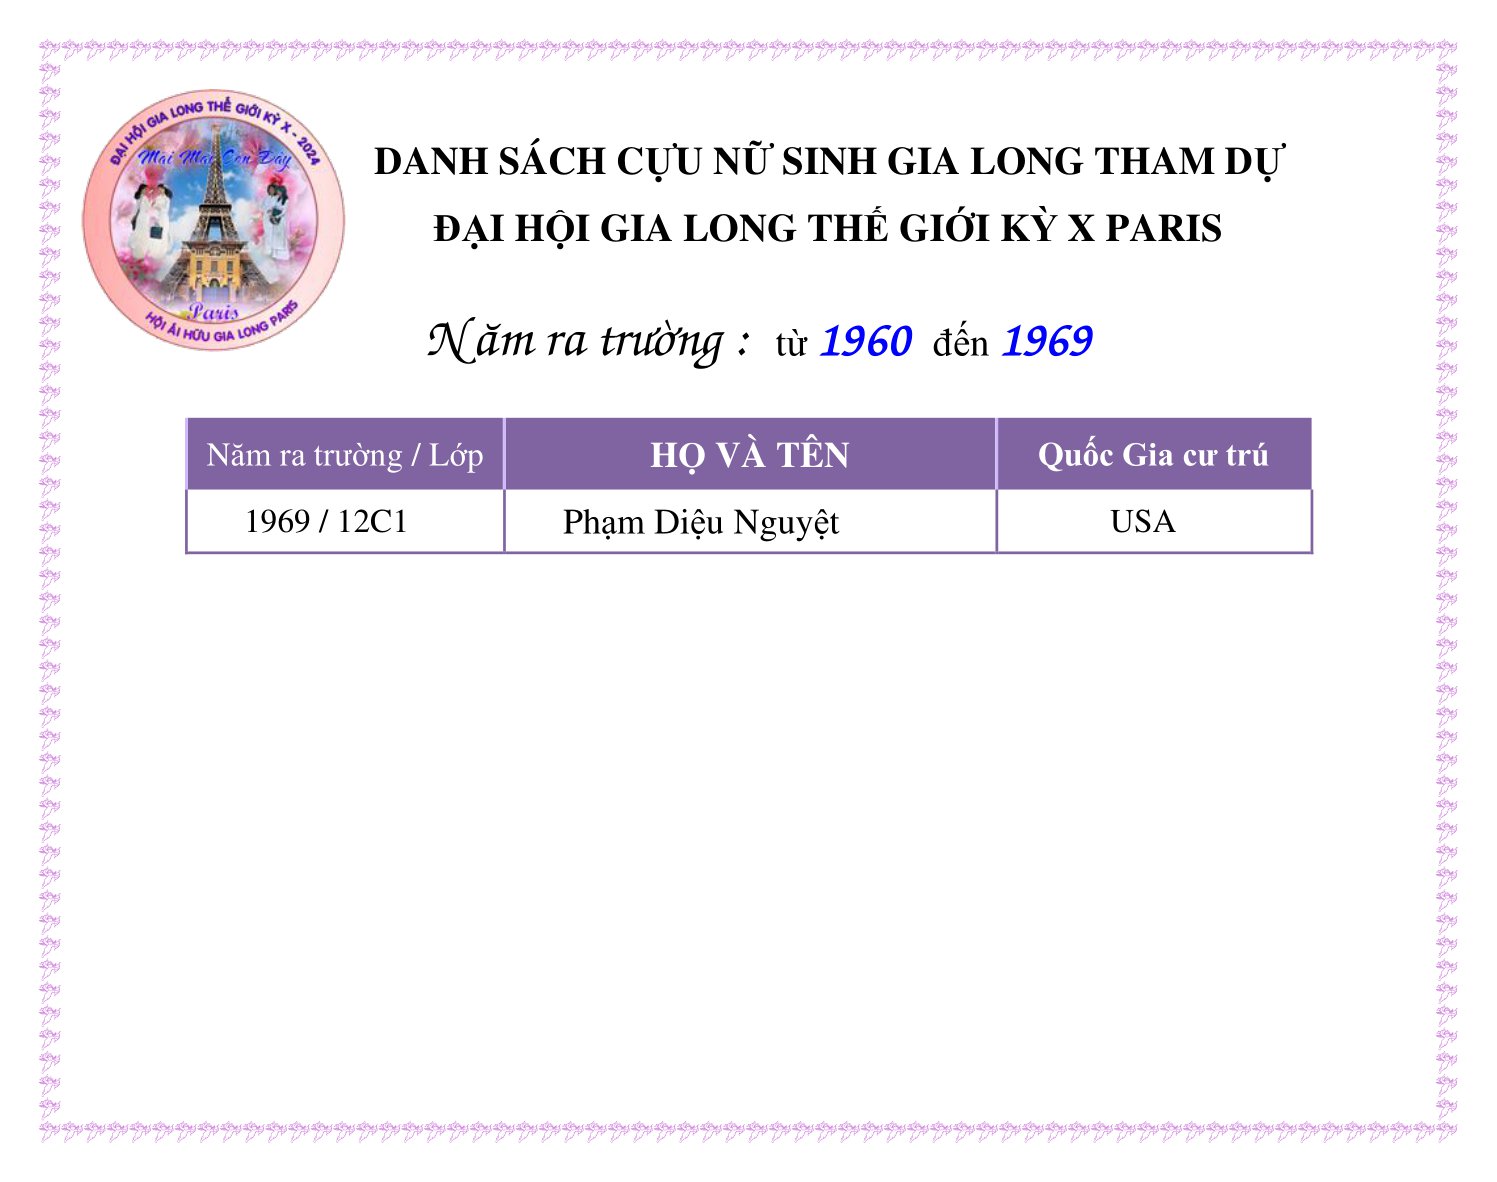 ĐẠI HỘI GIA LONG THẾ GIỚI KỲ X - 2024
Mãi Mãi Còn Đây
Paris
HỘI ÁI HỮU GIA LONG PARIS
DANH SÁCH CỰU NỮ SINH GIA LONG THAM DỰ
ĐẠI HỘI GIA LONG THẾ GIỚI KỲ X PARIS
Năm ra trường : từ 1960 đến 1969
Năm ra trường / Lớp HỌ VÀ TÊN Quốc Gia cư trú
1969 / 12C1 Phạm Diệu Nguyệt USA